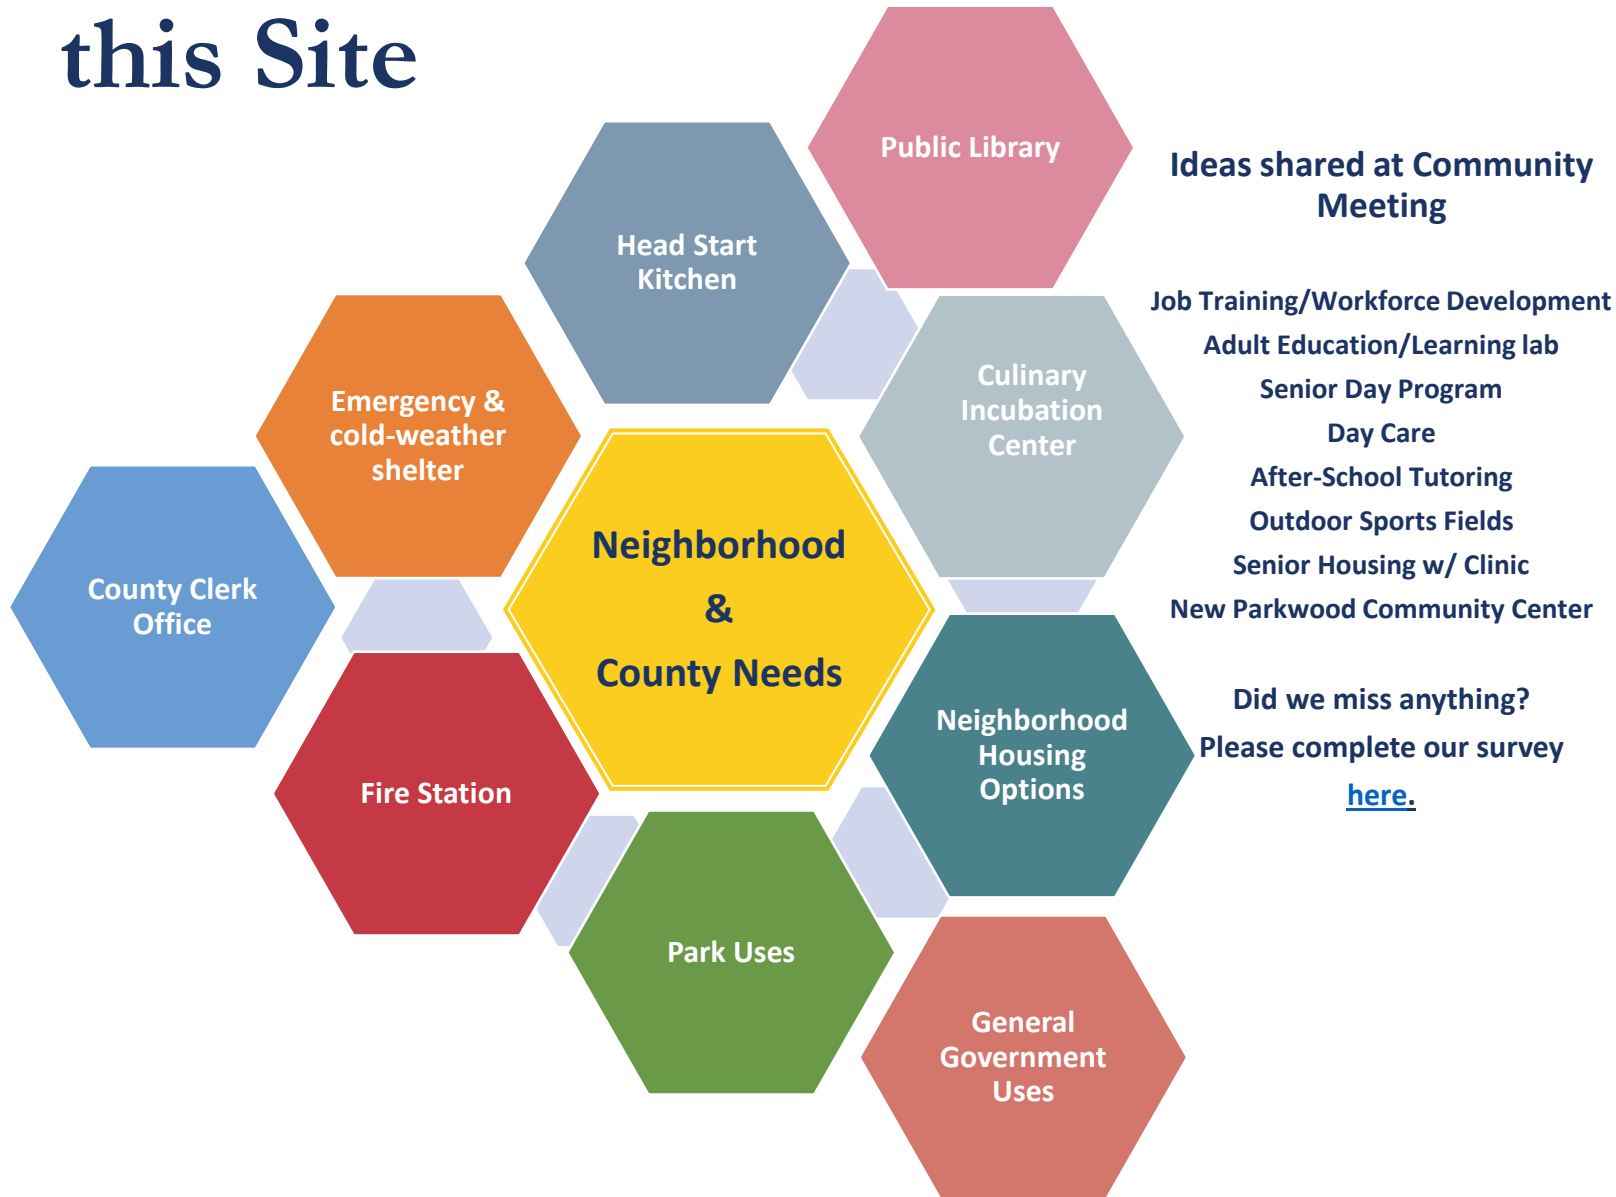 this Site
Public Library
Head Start
Kitchen
Culinary
Incubation
Center
Emergency &
cold-weather
shelter
County Clerk
Office
Neighborhood
&
County Needs
Neighborhood
Housing
Options
Fire Station
Park Uses
General
Government
Uses
Ideas shared at Community
Meeting
Job Training/Workforce Development
Adult Education/Learning lab
Senior Day Program
Day Care
After-School Tutoring
Outdoor Sports Fields
Senior Housing w/ Clinic
New Parkwood Community Center
Did we miss anything?
Please complete our survey
here.